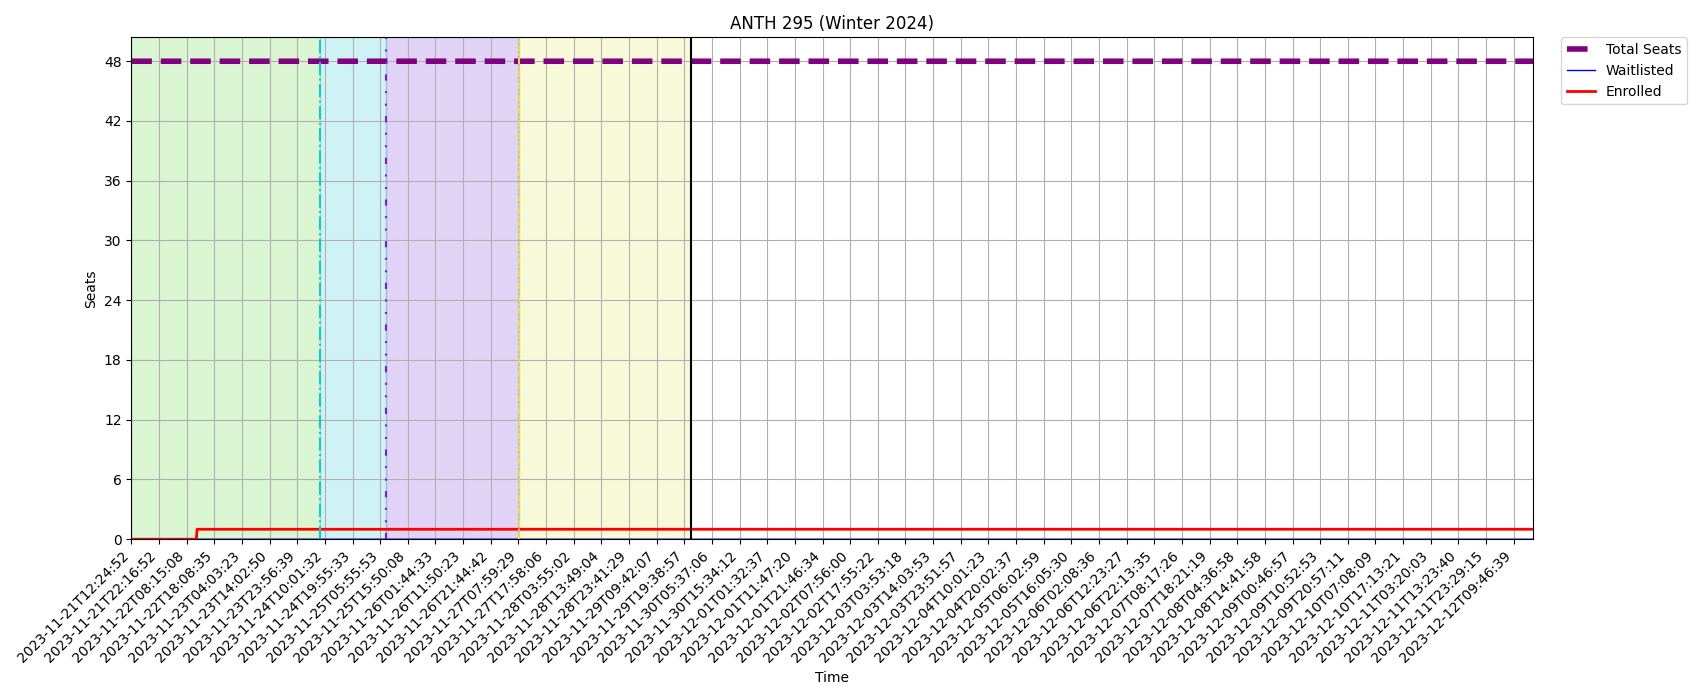 ANTH 295 (Winter 2024)
Total Seats
Waitlisted
Enrolled
48
42
36
30
24
18
12
6
0
Seats
2023-11-21T12:24:52
2023-11-21T22:16:52
2023-11-22T08:15:08
2023-11-22T18:08:35
2023-11-23T04:03:23
2023-11-23T14:02:50
2023-11-23T23:56:39
2023-11-24T10:01:32
2023-11-24T19:55:33
2023-11-25T05:55:53
2023-11-25T15:50:08
2023-11-26T01:44:33
2023-11-26T11:50:23
2023-11-26T21:44:42
2023-11-27T07:59:29
2023-11-27T17:58:06
2023-11-28T03:55:02
2023-11-28T13:49:04
2023-11-28T23:41:29
2023-11-29T09:42:07
2023-11-29T19:38:57
2023-11-30T05:37:06
2023-11-30T15:34:12
2023-12-01T01:32:37
2023-12-01T11:47:20
2023-12-01T21:46:34
2023-12-02T07:56:00
2023-12-02T17:55:22
2023-12-03T03:53:18
2023-12-03T14:03:53
2023-12-03T23:51:57
2023-12-04T10:01:23
2023-12-04T20:02:37
2023-12-05T06:02:59
2023-12-05T16:05:30
2023-12-06T02:08:36
2023-12-06T12:23:27
2023-12-06T22:13:35
2023-12-07T08:17:26
2023-12-07T18:21:19
2023-12-08T04:36:58
2023-12-08T14:41:58
2023-12-09T00:46:57
2023-12-09T10:52:53
2023-12-09T20:57:11
2023-12-10T07:08:09
2023-12-10T17:13:21
2023-12-11T03:20:03
2023-12-11T13:23:40
2023-12-11T23:29:15
2023-12-12T09:46:39
Time